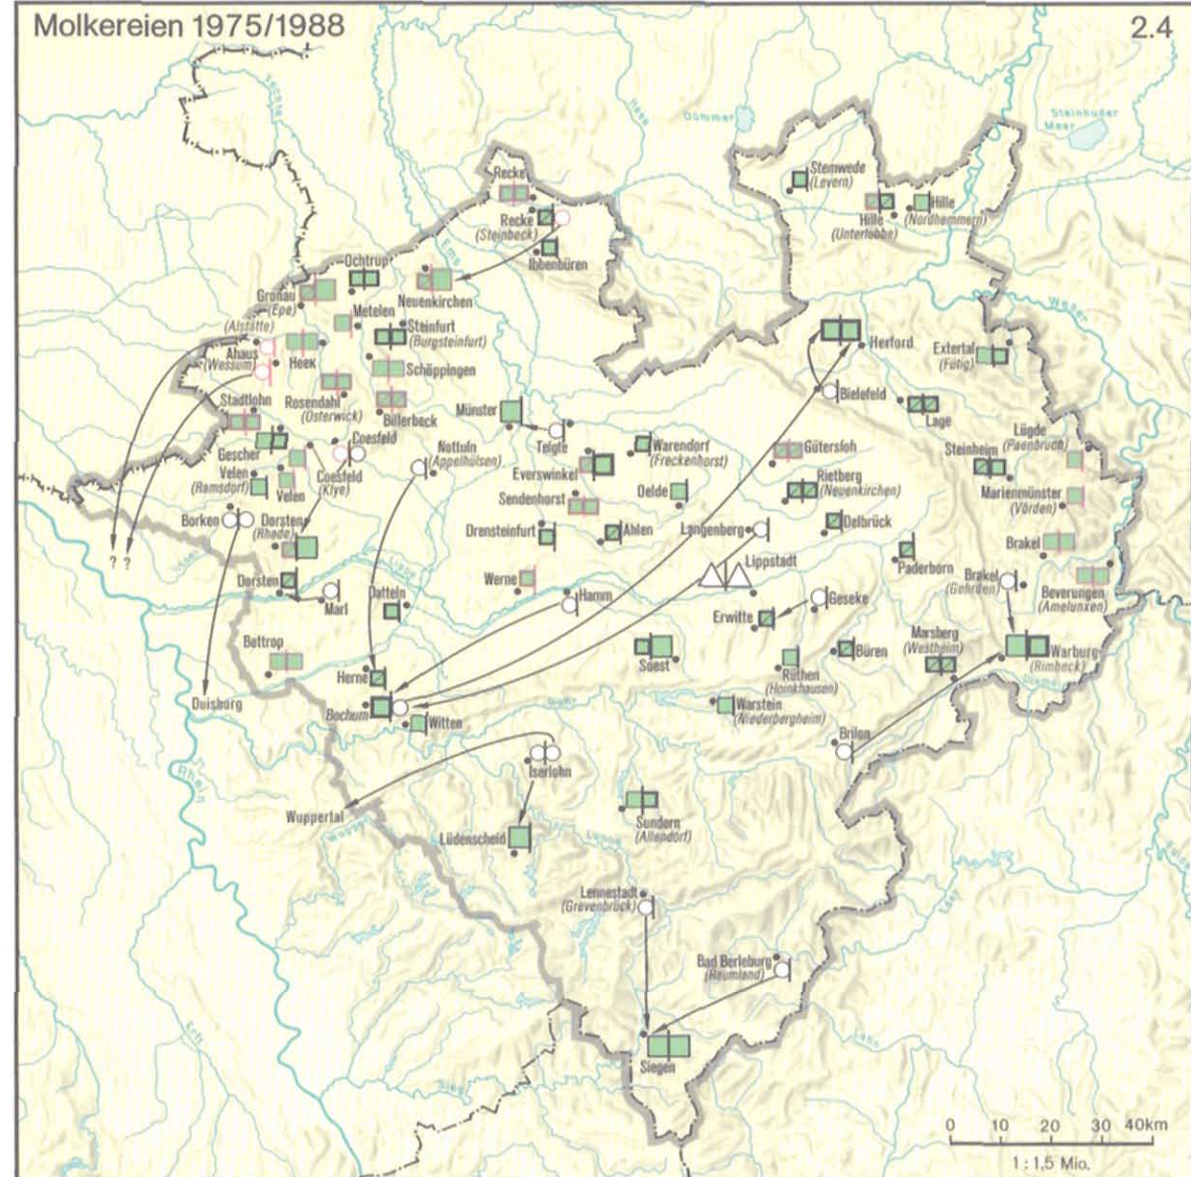 Molkereien 1975/1988
2.4
Vechte
Hase
Dümmer
Steinhuder
Meer
Recke
Recke
(Steinbeck)
Ibbenbüren
Stemwede
(Levern)
Hille
(Unterlübbe)
Hille
(Nordhemmern)
Ems
Ochtrup
Neuenkirchen
Gronau
(Epe)
Metelen
Steinfurt
(Burgsteinfurt)
(Alstätte)
Ahaus
(Wessum)
Heek
Schöppingen
Weser
Herford
Extertal
(Fütig)
Bielefeld
Lage
Stadtlohn
Rosendahl
(Osterwick)
Billerbeck
Münster
Telgte
Gescher
Coesfeld
Nottuln
(Appelhülsen)
Warendorf
(Freckenhorst)
Gütersloh
Lügde
(Paenbruch)
Steinheim
Velen
(Ramsdorf)
Velen
Coesfeld
(Klye)
Everswinkel
Sendenhorst
Oelde
Rietberg
(Neuenkirchen)
Marienmünster
(Vörden)
Borken
Dorsten
(Rhade)
Drensteinfurt
Ahlen
Langenberg
Delbrück
Brakel
? ?
Lippe
Lippstadt
Paderborn
Dorsten
Marl
Datteln
Werne
Hamm
Erwitte
Geseke
Brakel
(Gehrden)
Beverungen
(Amelunxen)
Bottrop
Herne
Soest
Rüthen
(Hoinkhausen)
Büren
Marsberg
(Westheim)
Warburg
(Rimbeck)
Diemel
Duisburg
Bochum
Witten
Ruhr
Warstein
(Niederbergheim)
Brilon
Rhein
Iserlohn
Wuppertal
Wupper
Lüdenscheid
Sundern
(Allendorf)
Lennestadt
(Grevenbrück)
Bad Berleburg
(Raumland)
Erft
Siegen
Lahn
Sieg
0 10 20 30 40km
1 : 1,5 Mio.